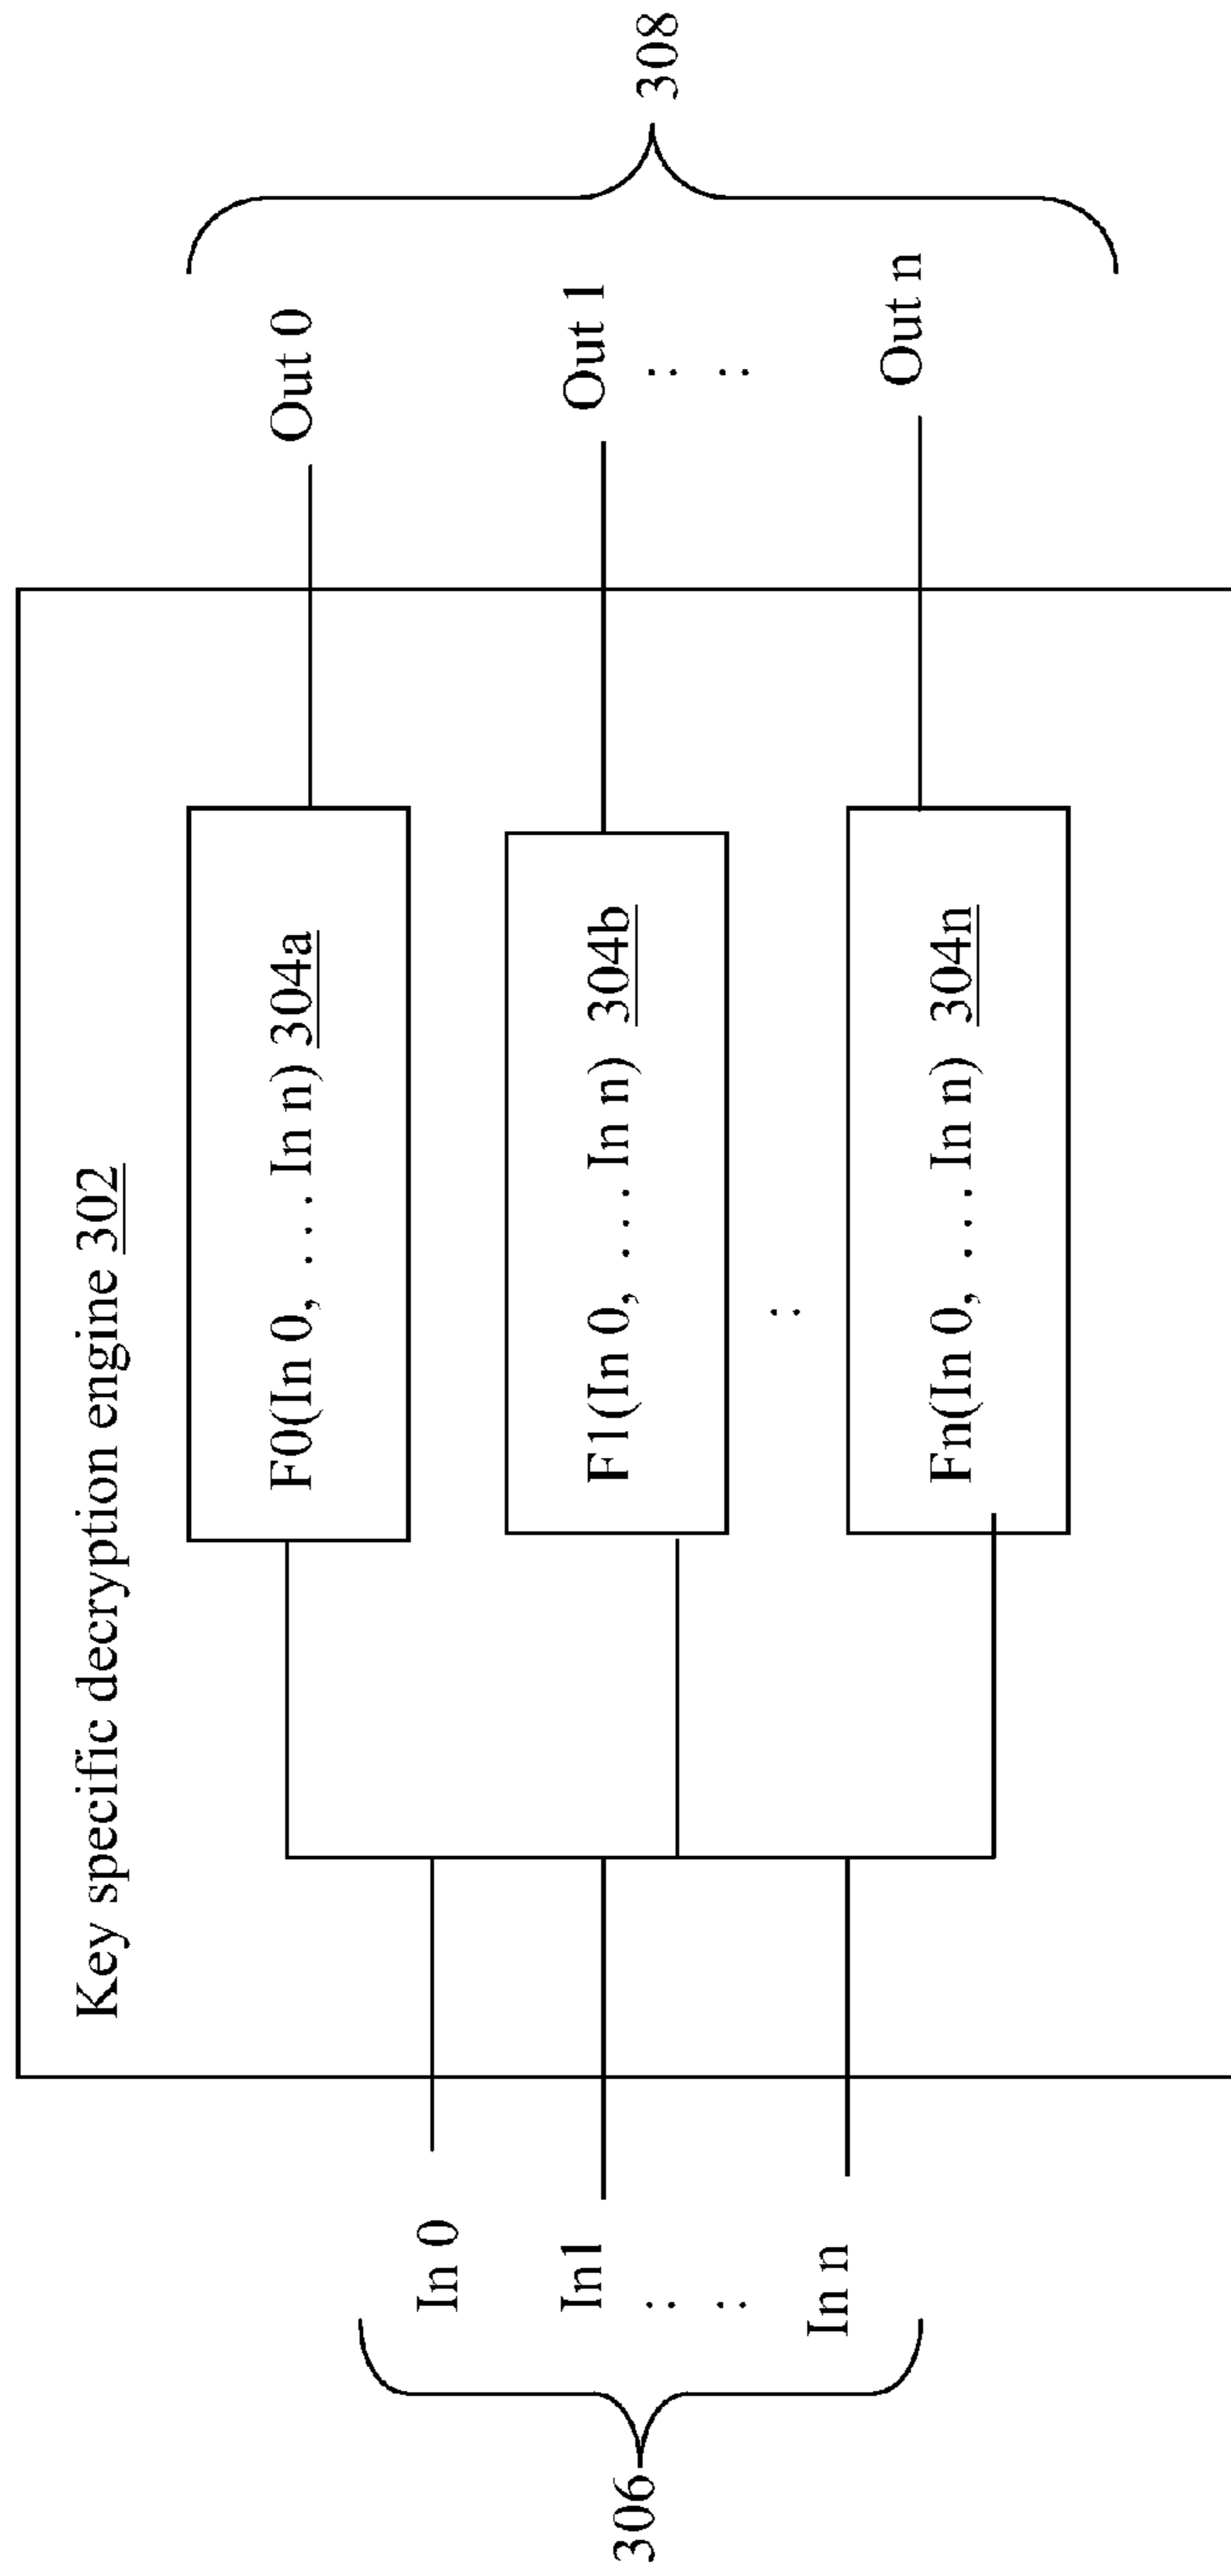 Key specific decryption engine 302
306
In 0
In1
: :
In n
F0(In 0, . . . In n) 304a
F1(In 0, . . . In n) 304b
:
Fn(In 0, . . . In n) 304n
Out 0
Out 1
: :
Out n
308